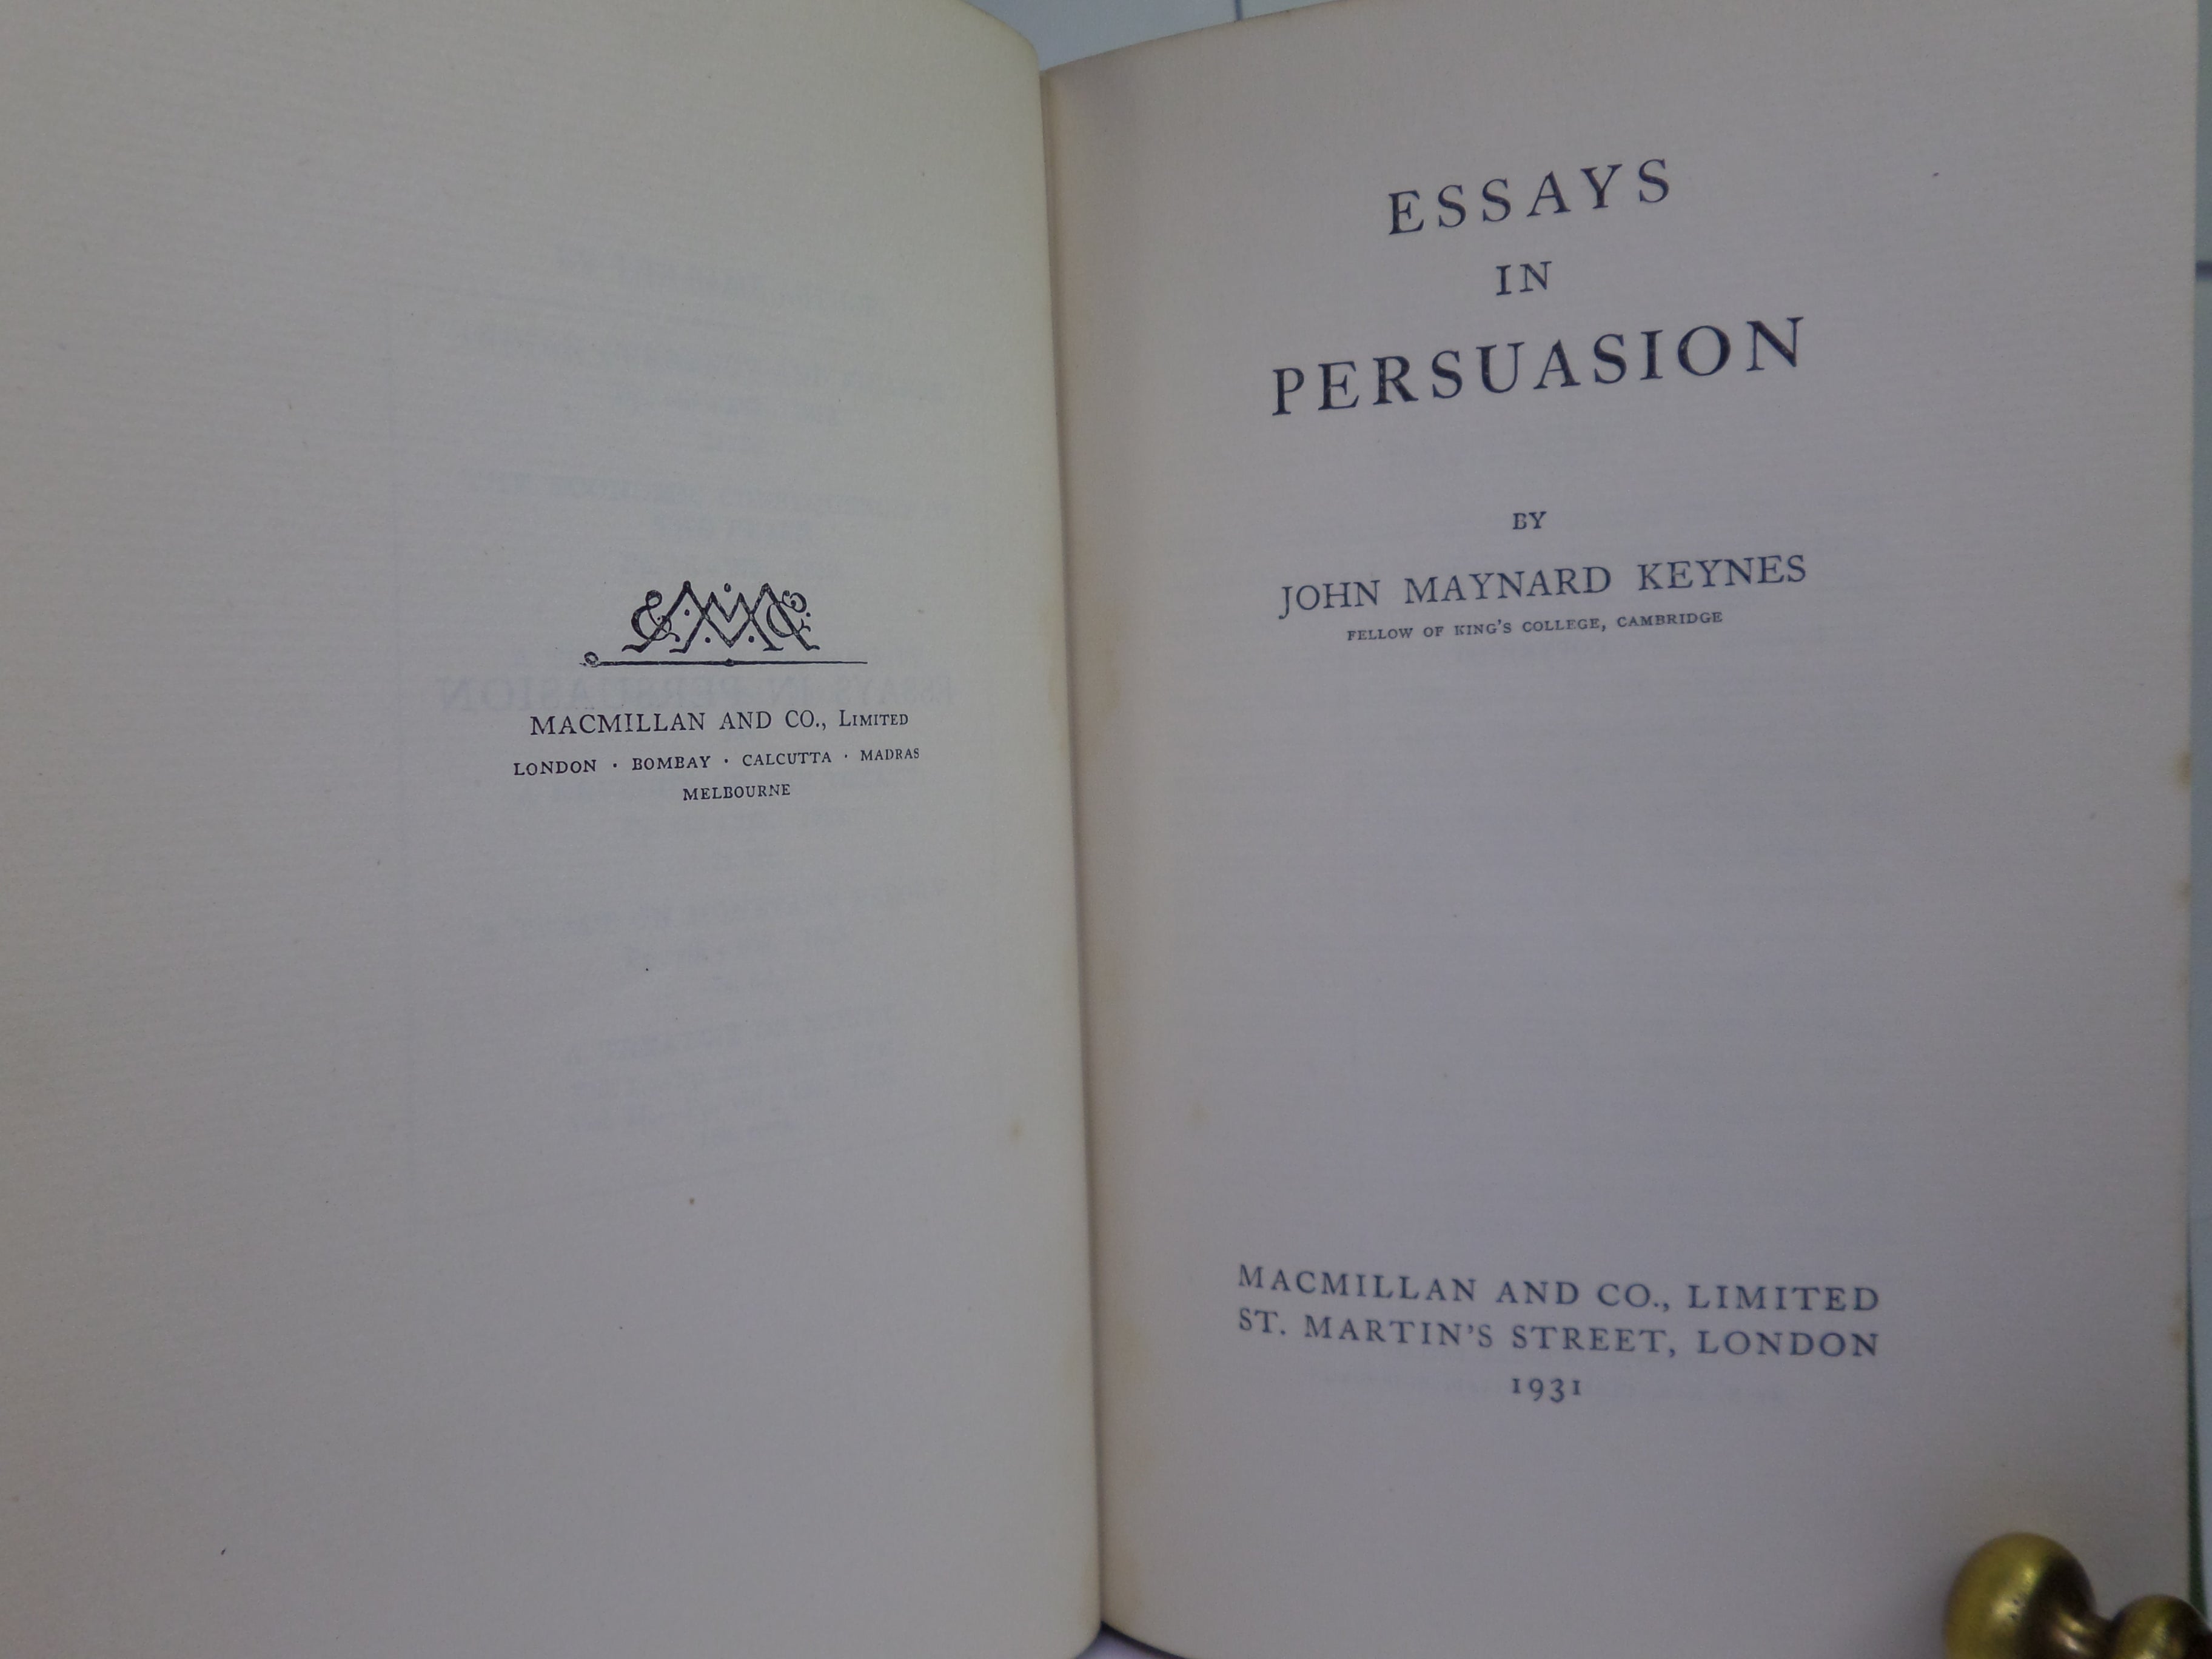 MACMILLAN AND CO., LIMITED
LONDON · BOMBAY · CALCUTTA · MADRAS
MELBOURNE
ESSAYS
IN
PERSUASION
BY
JOHN MAYNARD KEYNES
FELLOW OF KING'S COLLEGE, CAMBRIDGE
MACMILLAN AND CO., LIMITED
ST. MARTIN'S STREET, LONDON
1931